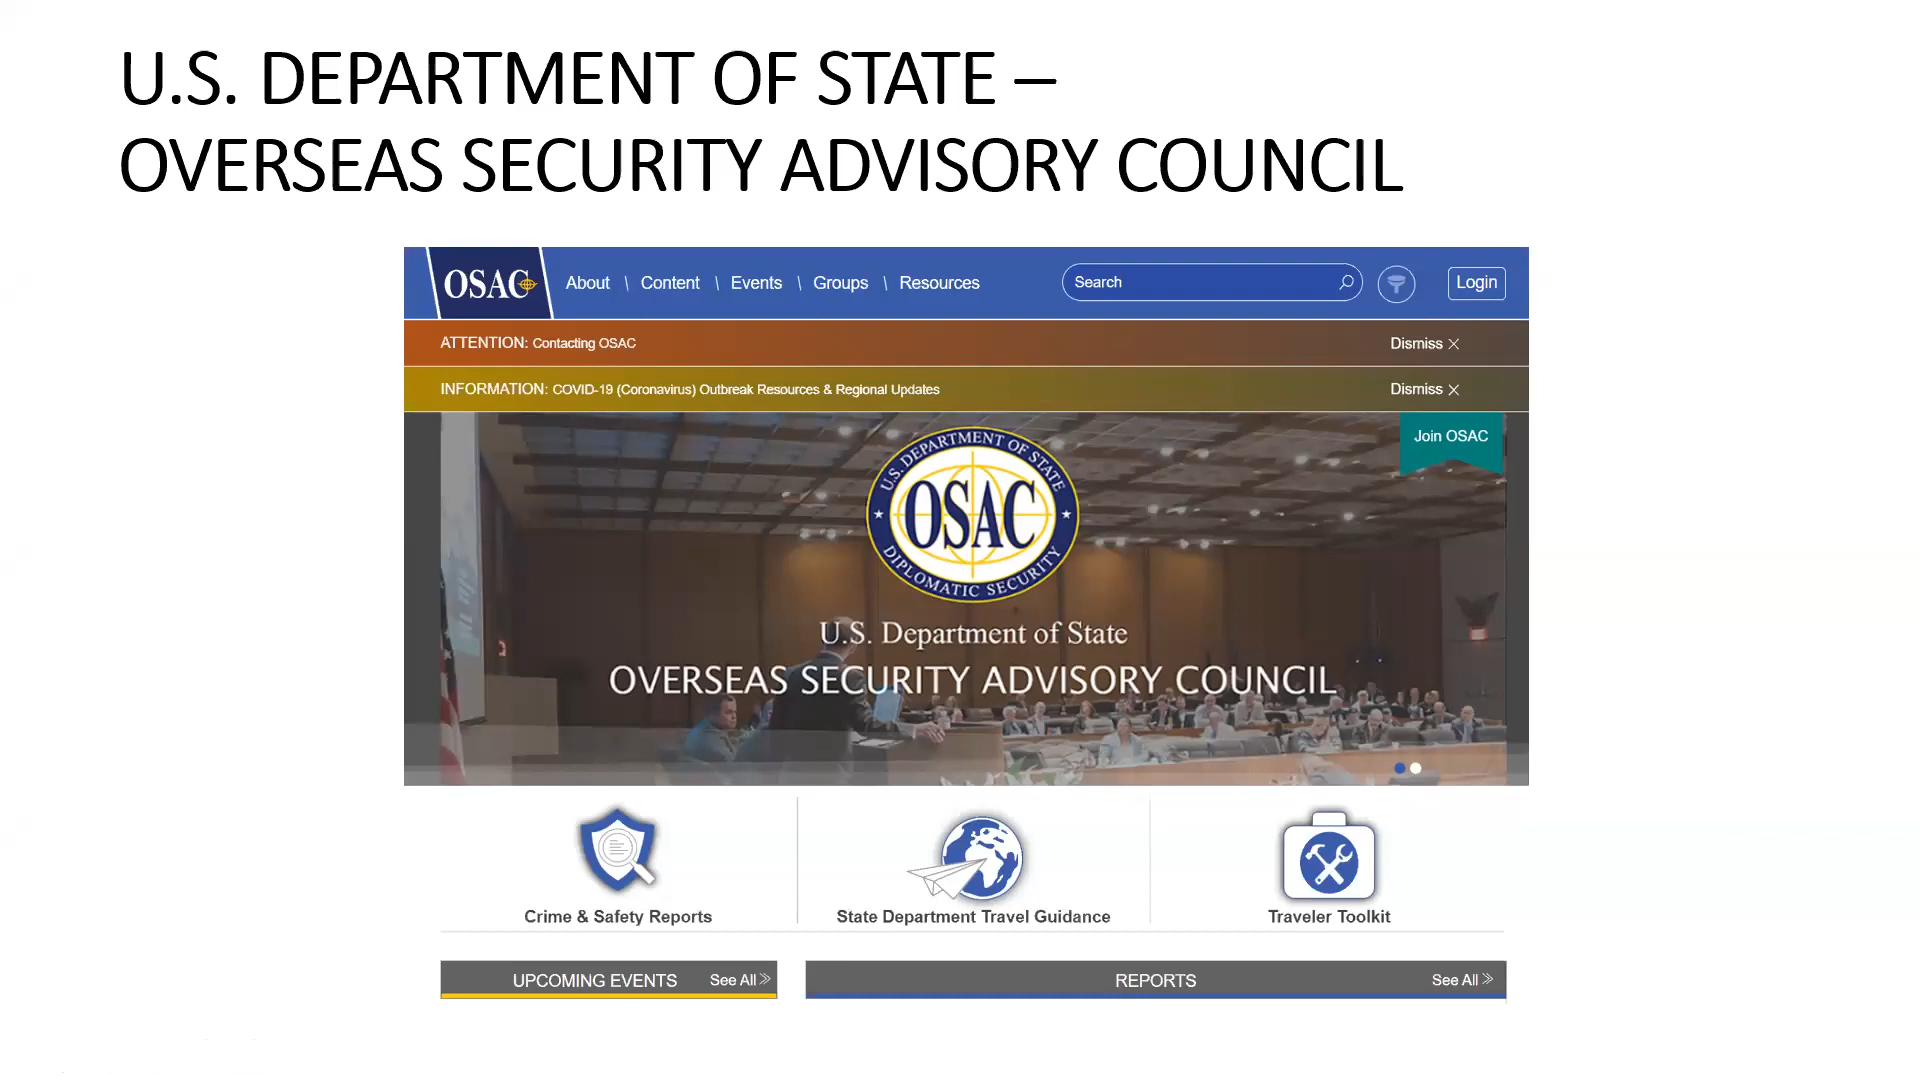 U.S. DEPARTMENT OF STATE –
OVERSEAS SECURITY ADVISORY COUNCIL
OSAC
About \ Content \ Events \ Groups \ Resources
Search
Login
ATTENTION: Contacting OSAC
Dismiss ×
INFORMATION: COVID-19 (Coronavirus) Outbreak Resources & Regional Updates
Dismiss ×
Join OSAC
U.S. DEPARTMENT OF STATE
OSAC
DIPLOMATIC SECURITY
U.S. Department of State
OVERSEAS SECURITY ADVISORY COUNCIL
Crime & Safety Reports
State Department Travel Guidance
Traveler Toolkit
UPCOMING EVENTS
See All »
REPORTS
See All »